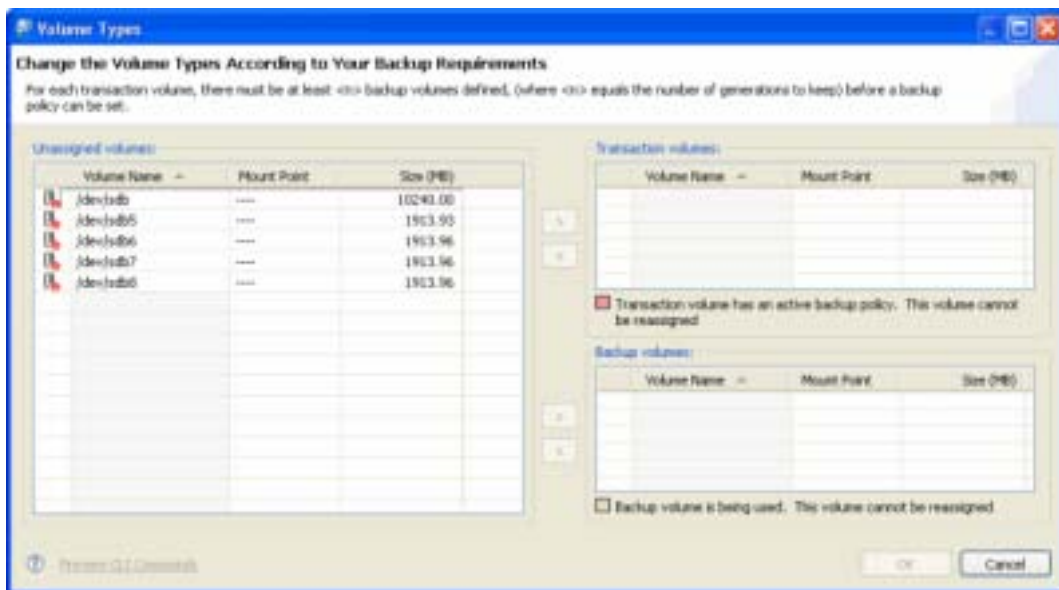 Volume Types
Change the Volume Types According to Your Backup Requirements
For each transaction volume, there must be at least <n> backup volumes defined, (where <n> equals the number of generations to keep) before a backup
policy can be set.
Unassigned volumes:
Volume Name Mount Point Size (MB)
/dev/sdb ---- 10240.00
/dev/sdb5 ---- 1913.93
/dev/sdb6 ---- 1913.96
/dev/sdb7 ---- 1913.96
/dev/sdb8 ---- 1913.96
Transaction volumes:
Volume Name Mount Point Size (MB)
Transaction volume has an active backup policy. This volume cannot
be reassigned
Backup volumes:
Volume Name Mount Point Size (MB)
Backup volume is being used. This volume cannot be reassigned
Preview CLI Commands
OK
Cancel